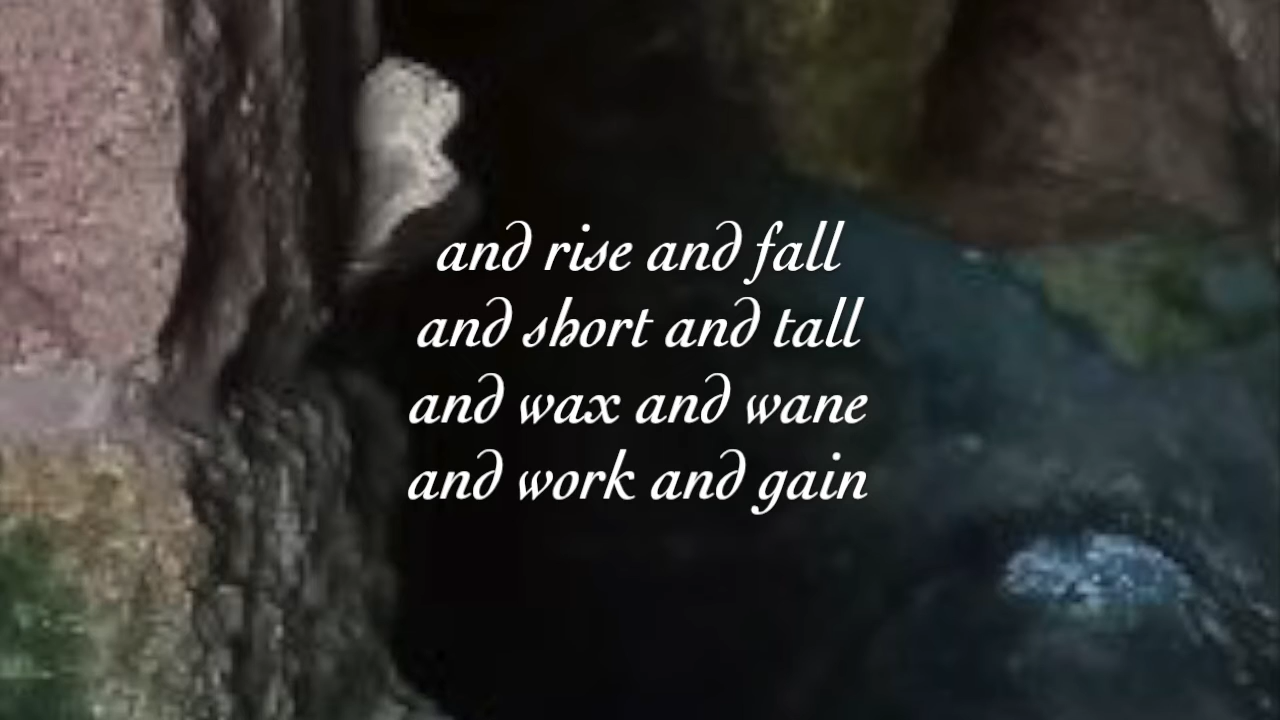 and rise and fall
and short and tall
and wax and wane
and work and gain